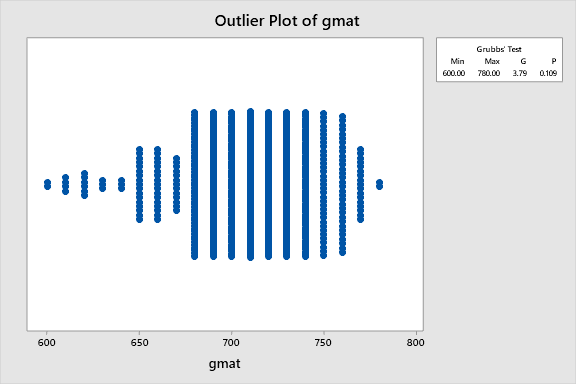 Outlier Plot of gmat
Grubbs' Test
Min Max G P
600.00 780.00 3.79 0.109
600 650 700 750 800
gmat